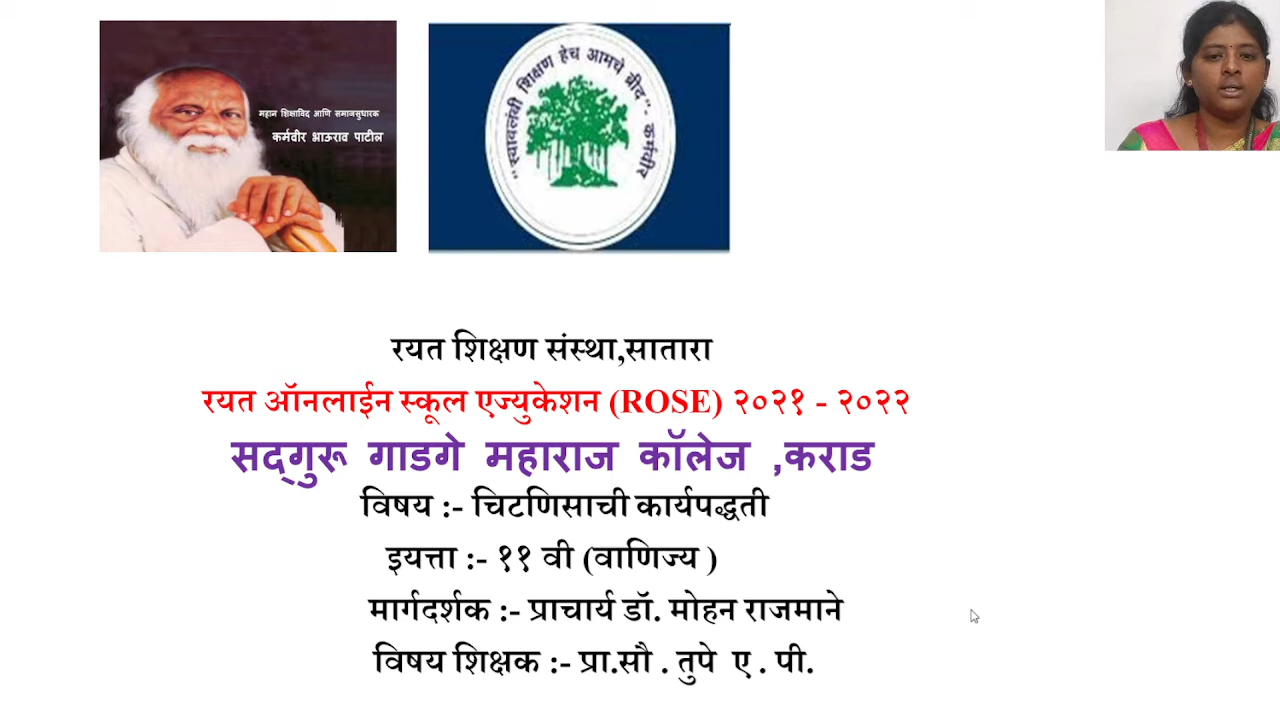 महान शिक्षाविद आणि समाजसुधारक
कर्मवीर भाऊराव पाटील
"स्वावलंबी शिक्षण हेच आमचे ब्रीद"- कर्मवीर
रयत शिक्षण संस्था,सातारा
रयत ऑनलाईन स्कूल एज्युकेशन (ROSE) २०२१ - २०२२
सद्‌गुरू गाडगे महाराज कॉलेज ,कराड
विषय :- चिटणिसाची कार्यपद्धती
इयत्ता :- ११ वी (वाणिज्य )
मार्गदर्शक :- प्राचार्य डॉ. मोहन राजमाने
विषय शिक्षक :- प्रा.सौ . तुपे ए . पी.